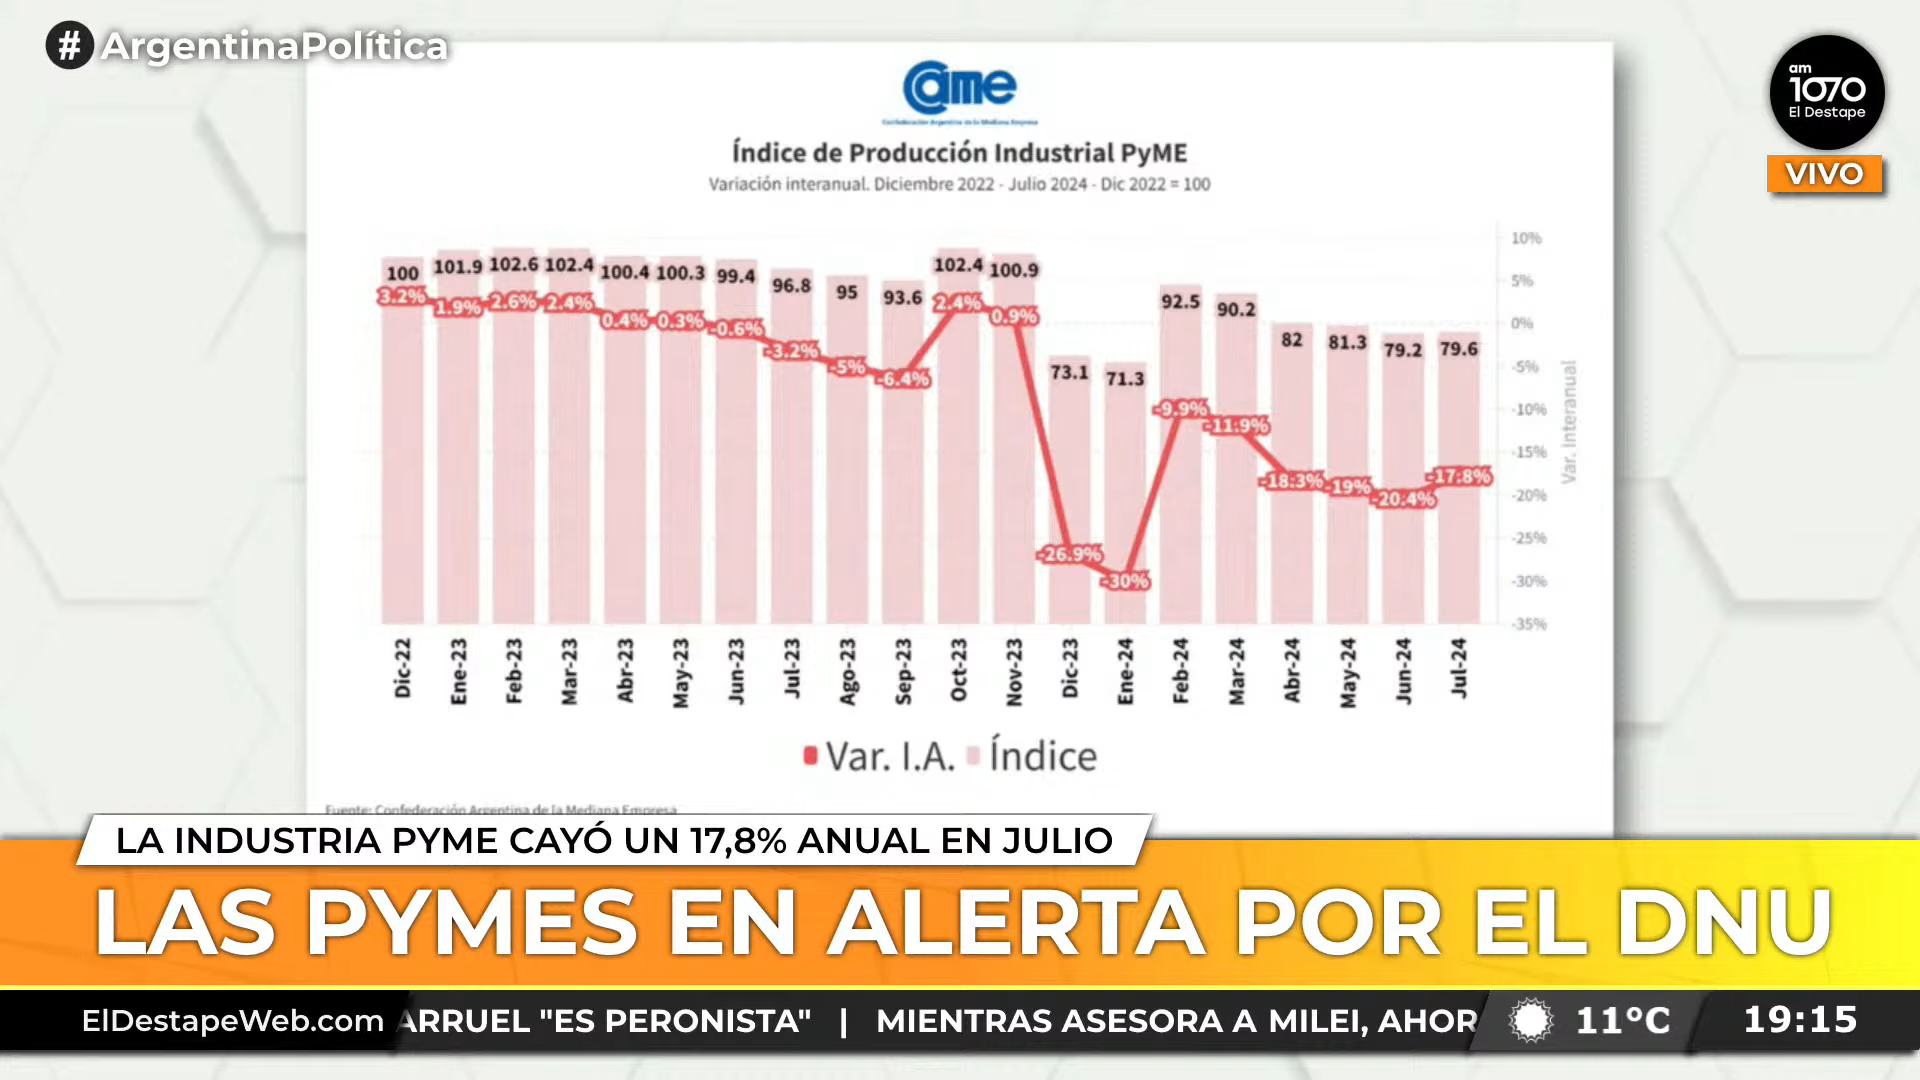 #ArgentinaPolítica
came
Confederación Argentina de la Mediana Empresa
am
1070
El Destape
VIVO
Índice de Producción Industrial PyME
Variación interanual. Diciembre 2022 - Julio 2024 - Dic 2022 = 100
100 101.9 102.6 102.4 100.4 100.3 99.4 96.8 95 93.6 102.4 100.9 73.1 71.3 92.5 90.2 82 81.3 79.2 79.6
3.2% 1.9% 2.6% 2.4% 0.4% 0.3% -0.6% -3.2% -5% -6.4% 2.4% 0.9% -26.9% -30% -9.9% -11.9% -18.3% -19% -20.4% -17.8%
10%
5%
0%
-5%
-10%
-15%
-20%
-25%
-30%
-35%
Var. Interanual
Dic-22 Ene-23 Feb-23 Mar-23 Abr-23 May-23 Jun-23 Jul-23 Ago-23 Sep-23 Oct-23 Nov-23 Dic-23 Ene-24 Feb-24 Mar-24 Abr-24 May-24 Jun-24 Jul-24
Var. I.A. Índice
Fuente: Confederación Argentina de la Mediana Empresa
LA INDUSTRIA PYME CAYÓ UN 17,8% ANUAL EN JULIO
LAS PYMES EN ALERTA POR EL DNU
ElDestapeWeb.com ARRUEL "ES PERONISTA" | MIENTRAS ASESORA A MILEI, AHOR 11°C 19:15